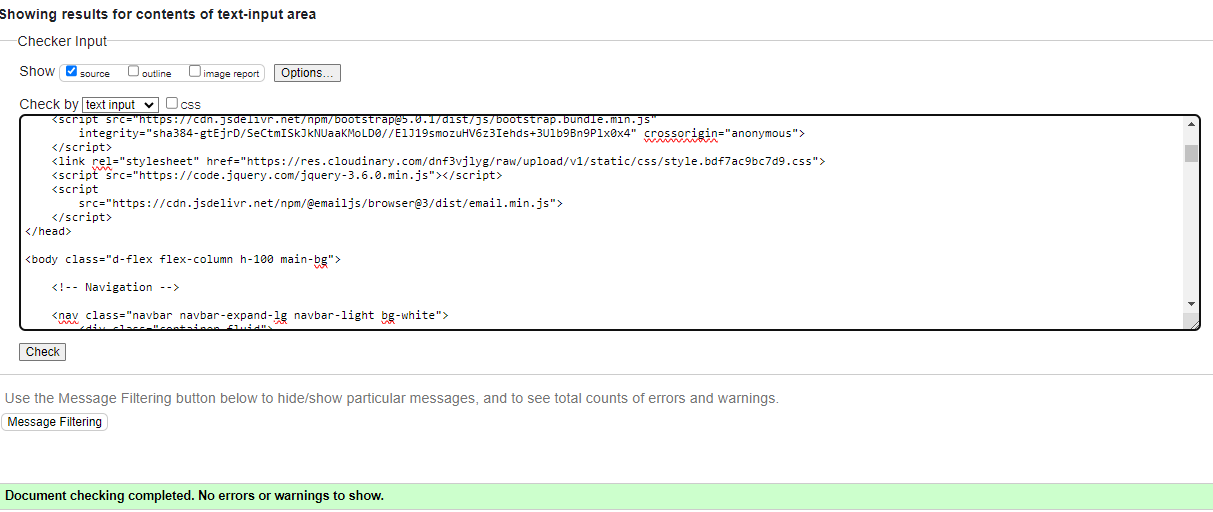 Showing results for contents of text-input area
Checker Input
Show source outline image report Options...
Check by text input css
<script src="https://cdn.jsdelivr.net/npm/bootstrap@5.0.1/dist/js/bootstrap.bundle.min.js"
integrity="sha384-gtEjrD/SeCtmISkJkNUaaKMoLD0//ElJ19smozuHV6z3Iehds+3Ulb9Bn9Plx0x4" crossorigin="anonymous">
</script>
<link rel="stylesheet" href="https://res.cloudinary.com/dnf3vjlyg/raw/upload/v1/static/css/style.bdf7ac9bc7d9.css">
<script src="https://code.jquery.com/jquery-3.6.0.min.js"></script>
<script
src="https://cdn.jsdelivr.net/npm/@emailjs/browser@3/dist/email.min.js">
</script>
</head>
<body class="d-flex flex-column h-100 main-bg">
<!-- Navigation -->
<nav class="navbar navbar-expand-lg navbar-light bg-white">
<div class="container-fluid">
Check
Use the Message Filtering button below to hide/show particular messages, and to see total counts of errors and warnings.
Message Filtering
Document checking completed. No errors or warnings to show.